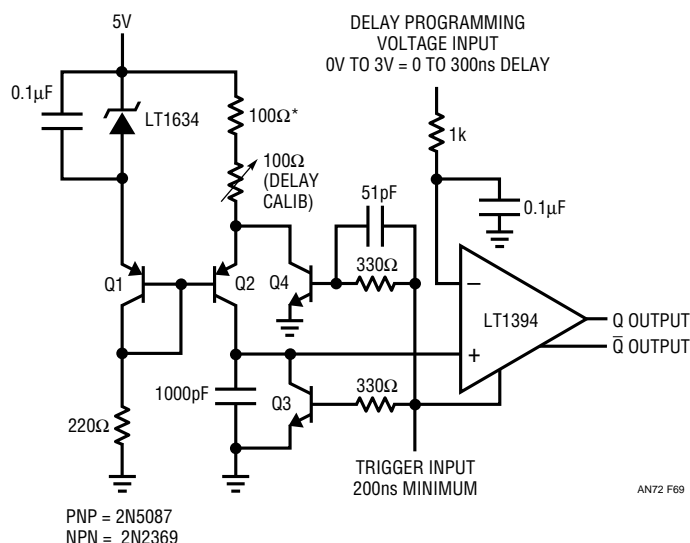 5V
DELAY PROGRAMMING
VOLTAGE INPUT
0V TO 3V = 0 TO 300ns DELAY
0.1µF
LT1634
100Ω*
1k
100Ω
(DELAY
CALIB)
51pF
0.1µF
Q1
Q2
Q4
330Ω
–
LT1394
Q OUTPUT
Q̅ OUTPUT
+
1000pF
330Ω
Q3
220Ω
TRIGGER INPUT
200ns MINIMUM
AN72 F69
PNP = 2N5087
NPN = 2N2369